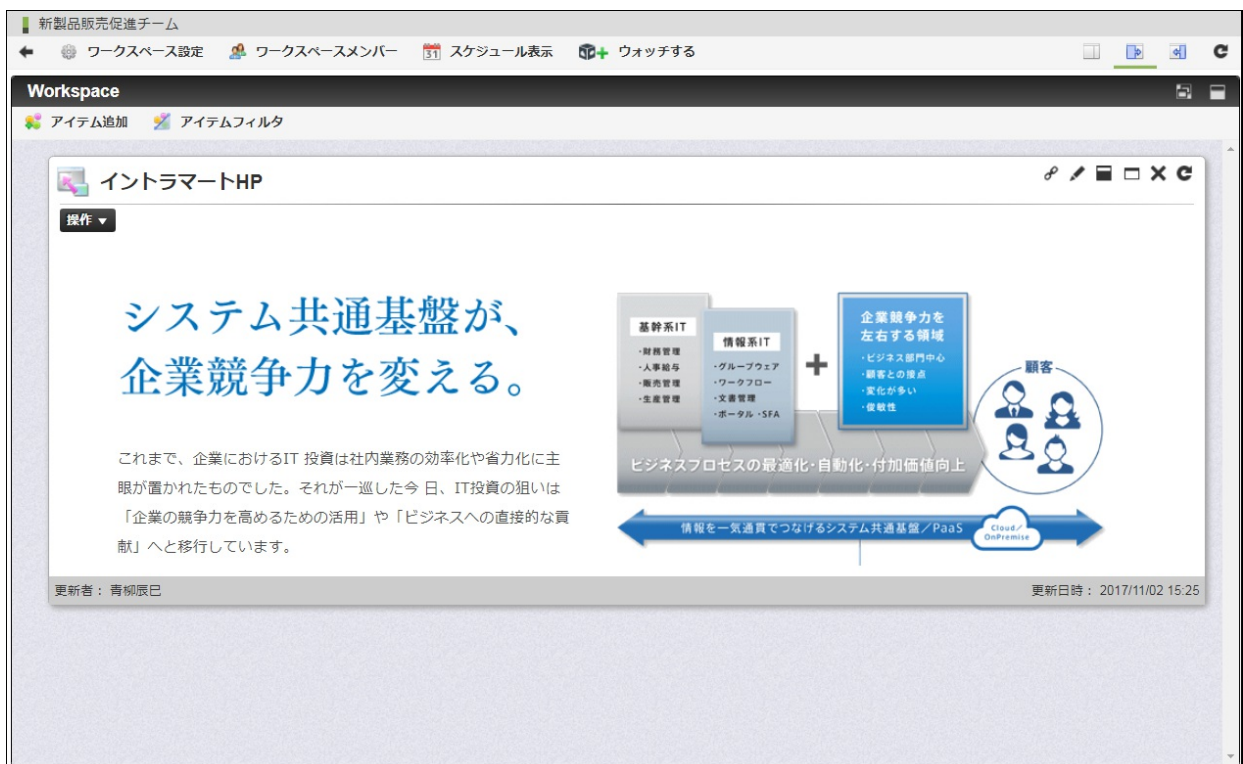 新製品販売促進チーム
ワークスペース設定 ワークスペースメンバー 31 スケジュール表示 ウォッチする
Workspace
アイテム追加 アイテムフィルタ
イントラマートHP
操作 ▼
システム共通基盤が、
企業競争力を変える。
これまで、企業におけるIT 投資は社内業務の効率化や省力化に主
眼が置かれたものでした。それが一巡した今 日、IT投資の狙いは
「企業の競争力を高めるための活用」や「ビジネスへの直接的な貢
献」へと移行しています。
基幹系IT
・財務管理
・人事給与
・販売管理
・生産管理
情報系IT
・グループウェア
・ワークフロー
・文書管理
・ポータル ・SFA
企業競争力を
左右する領域
・ビジネス部門中心
・顧客との接点
・変化が多い
・俊敏性
顧客
ビジネスプロセスの最適化・自動化・付加価値向上
情報を一気通貫でつなげるシステム共通基盤／PaaS
Cloud／
OnPremise
更新者： 青柳辰巳 更新日時： 2017/11/02 15:25